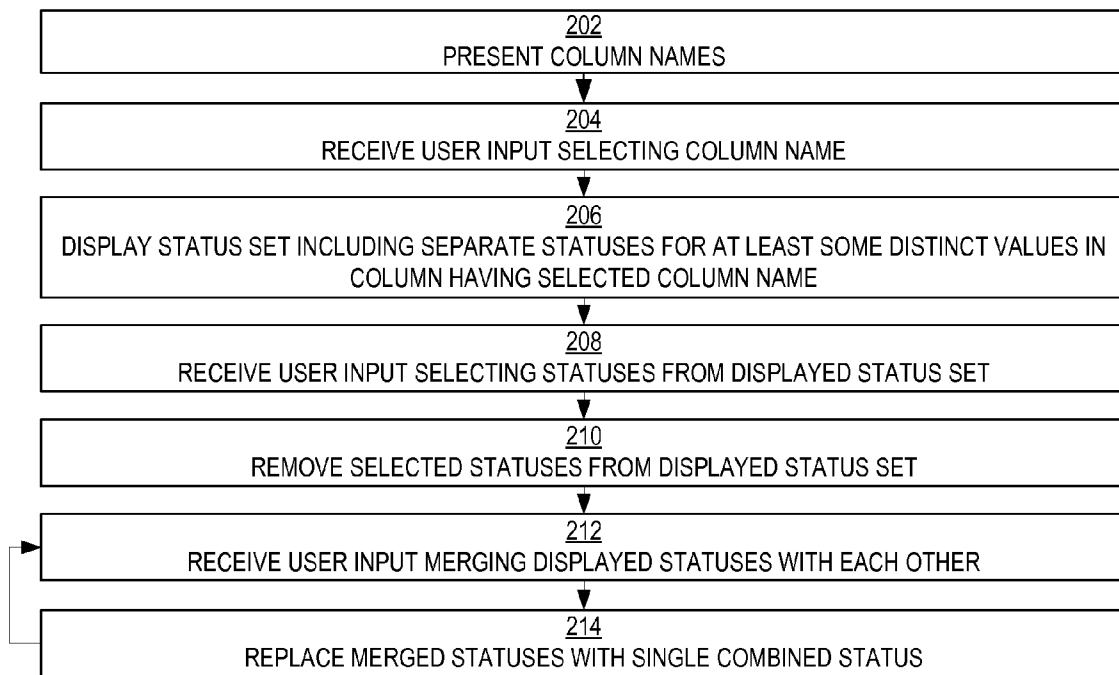 202
PRESENT COLUMN NAMES
204
RECEIVE USER INPUT SELECTING COLUMN NAME
206
DISPLAY STATUS SET INCLUDING SEPARATE STATUSES FOR AT LEAST SOME DISTINCT VALUES IN
COLUMN HAVING SELECTED COLUMN NAME
208
RECEIVE USER INPUT SELECTING STATUSES FROM DISPLAYED STATUS SET
210
REMOVE SELECTED STATUSES FROM DISPLAYED STATUS SET
212
RECEIVE USER INPUT MERGING DISPLAYED STATUSES WITH EACH OTHER
214
REPLACE MERGED STATUSES WITH SINGLE COMBINED STATUS